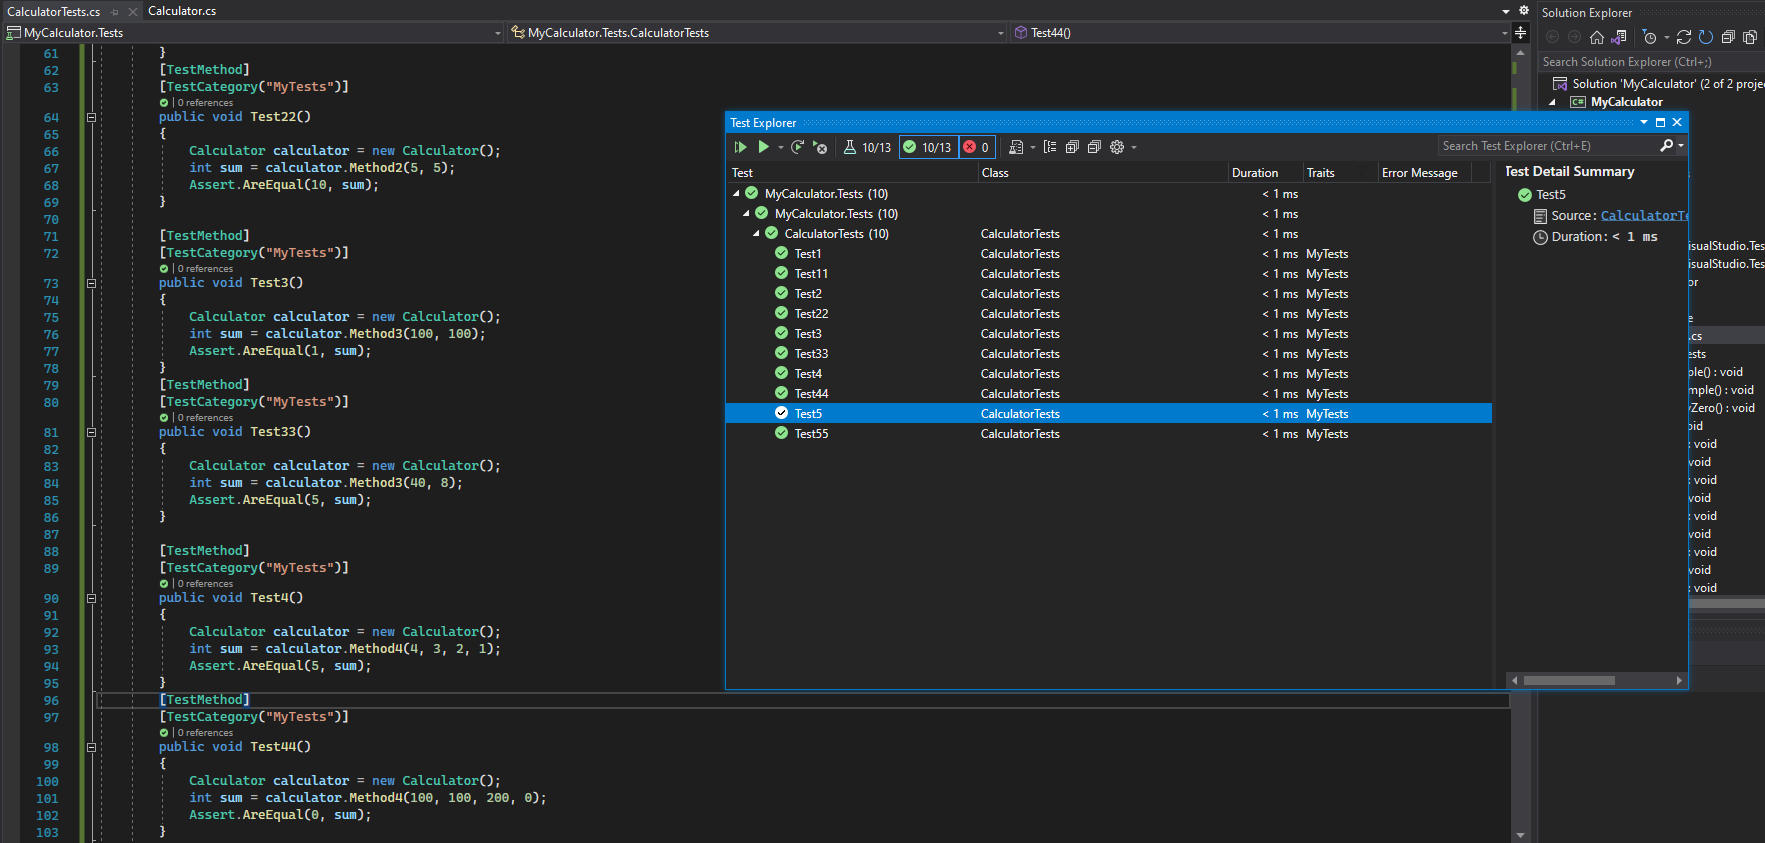 CalculatorTests.cs
Calculator.cs
MyCalculator.Tests
MyCalculator.Tests.CalculatorTests
Test44()
61 }
62 [TestMethod]
63 [TestCategory("MyTests")]
0 references
64 public void Test22()
65 {
66 Calculator calculator = new Calculator();
67 int sum = calculator.Method2(5, 5);
68 Assert.AreEqual(10, sum);
69 }
70
71 [TestMethod]
72 [TestCategory("MyTests")]
0 references
73 public void Test3()
74 {
75 Calculator calculator = new Calculator();
76 int sum = calculator.Method3(100, 100);
77 Assert.AreEqual(1, sum);
78 }
79 [TestMethod]
80 [TestCategory("MyTests")]
0 references
81 public void Test33()
82 {
83 Calculator calculator = new Calculator();
84 int sum = calculator.Method3(40, 8);
85 Assert.AreEqual(5, sum);
86 }
87
88 [TestMethod]
89 [TestCategory("MyTests")]
0 references
90 public void Test4()
91 {
92 Calculator calculator = new Calculator();
93 int sum = calculator.Method4(4, 3, 2, 1);
94 Assert.AreEqual(5, sum);
95 }
96 [TestMethod]
97 [TestCategory("MyTests")]
0 references
98 public void Test44()
99 {
100 Calculator calculator = new Calculator();
101 int sum = calculator.Method4(100, 100, 200, 0);
102 Assert.AreEqual(0, sum);
103 }
Test Explorer
10/13 10/13 0
Search Test Explorer (Ctrl+E)
Test Class Duration Traits Error Message
MyCalculator.Tests (10) < 1 ms
MyCalculator.Tests (10) < 1 ms
CalculatorTests (10) CalculatorTests < 1 ms
Test1 CalculatorTests < 1 ms MyTests
Test11 CalculatorTests < 1 ms MyTests
Test2 CalculatorTests < 1 ms MyTests
Test22 CalculatorTests < 1 ms MyTests
Test3 CalculatorTests < 1 ms MyTests
Test33 CalculatorTests < 1 ms MyTests
Test4 CalculatorTests < 1 ms MyTests
Test44 CalculatorTests < 1 ms MyTests
Test5 CalculatorTests < 1 ms MyTests
Test55 CalculatorTests < 1 ms MyTests
Test Detail Summary
Test5
Source: CalculatorTe
Duration: < 1 ms
Solution Explorer
Search Solution Explorer (Ctrl+;)
Solution 'MyCalculator' (2 of 2 projec
MyCalculator
isualStudio.Tes
isualStudio.Tes
or
e
.cs
ests
ple() : void
mple() : void
yZero() : void
oid
: void
void
: void
void
: void
void
: void
void
: void